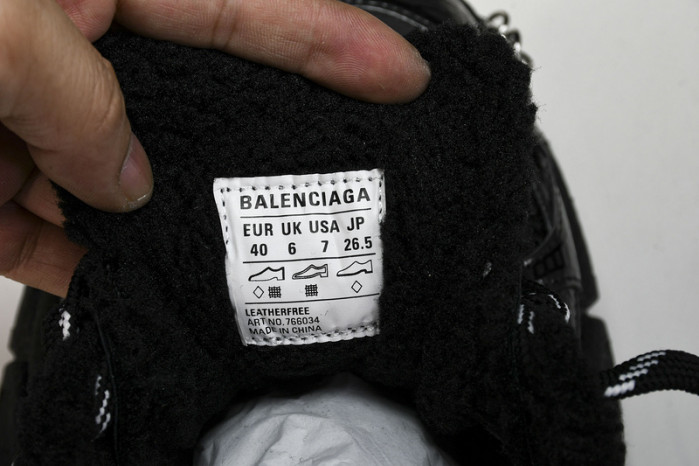 BALENCIAGA
EUR UK USA JP
40 6 7 26.5
LEATHERFREE
ART NO. 766034
MADE IN CHINA